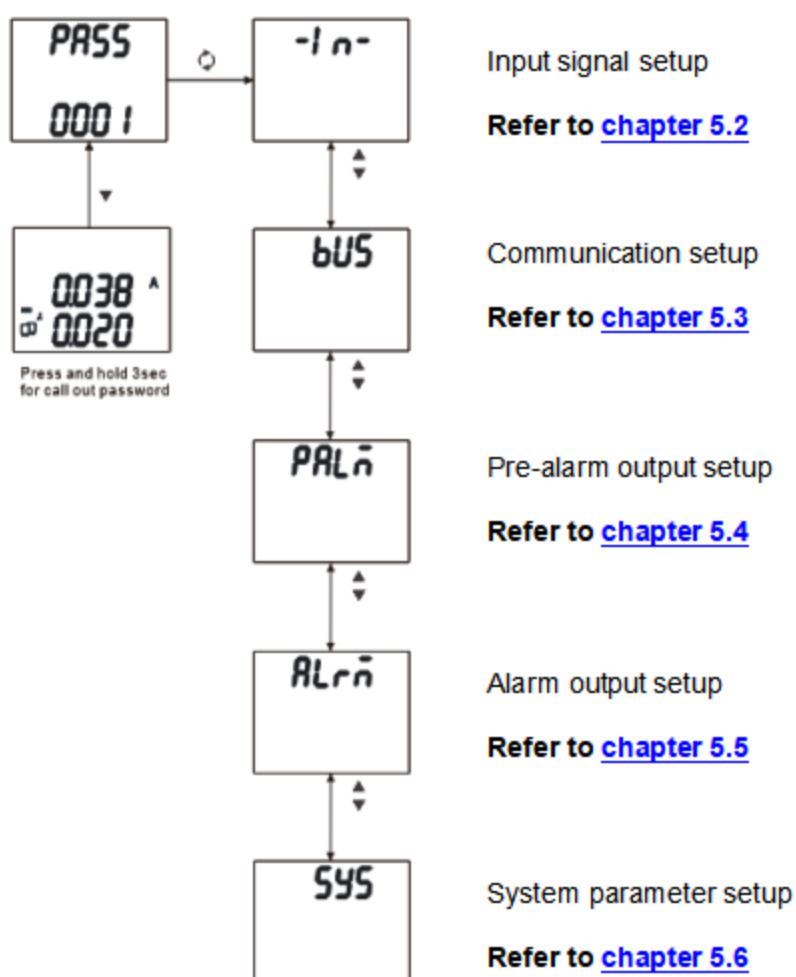 PASS
0001
-In-
Input signal setup
Refer to chapter 5.2
0.038 A
0.020
Press and hold 3sec
for call out password
bUS
Communication setup
Refer to chapter 5.3
PALn̄
Pre-alarm output setup
Refer to chapter 5.4
ALrn̄
Alarm output setup
Refer to chapter 5.5
SYS
System parameter setup
Refer to chapter 5.6